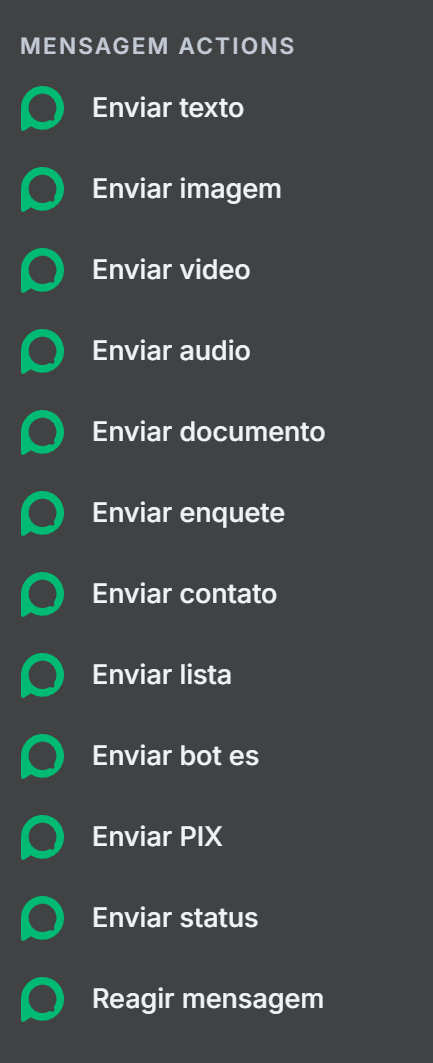 MENSAGEM ACTIONS
Enviar texto
Enviar imagem
Enviar video
Enviar audio
Enviar documento
Enviar enquete
Enviar contato
Enviar lista
Enviar bot es
Enviar PIX
Enviar status
Reagir mensagem